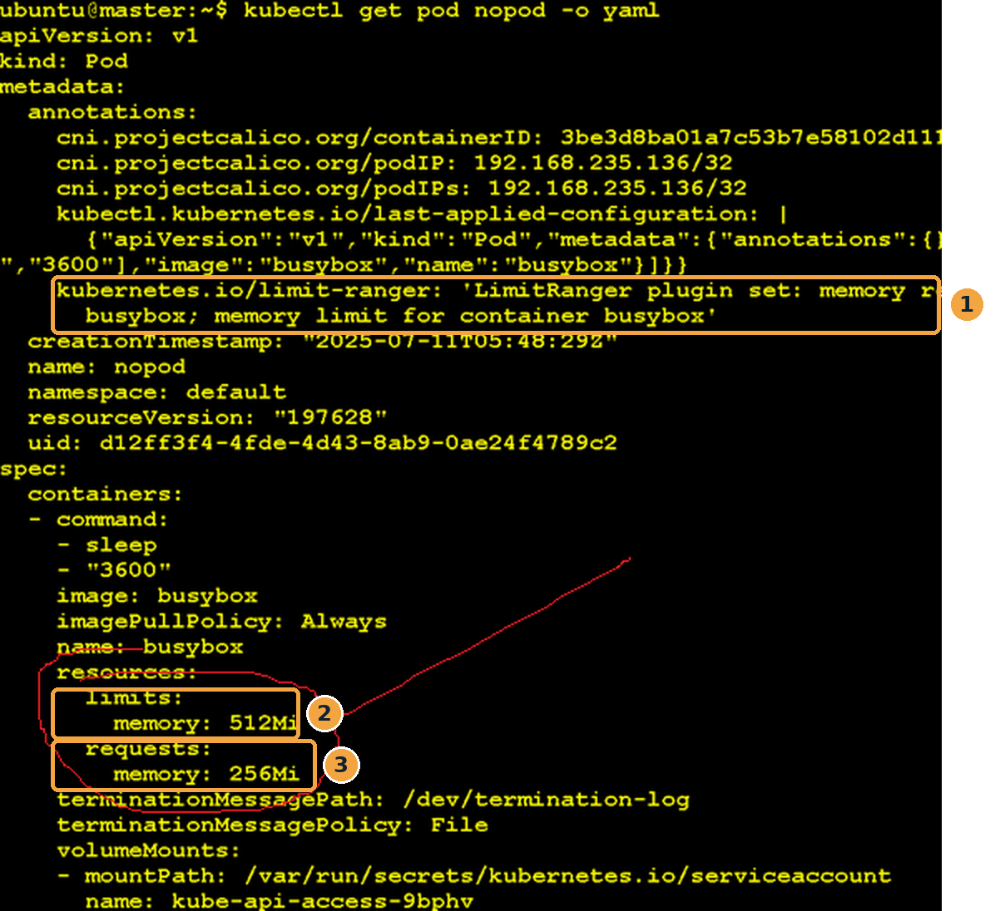 ubuntu@master:~$ kubectl get pod nopod -o yaml
apiVersion: v1
kind: Pod
metadata:
  annotations:
    cni.projectcalico.org/containerID: 3be3d8ba01a7c53b7e58102d111
    cni.projectcalico.org/podIP: 192.168.235.136/32
    cni.projectcalico.org/podIPs: 192.168.235.136/32
    kubectl.kubernetes.io/last-applied-configuration: |
      {"apiVersion":"v1","kind":"Pod","metadata":{"annotations":{}
","3600"],"image":"busybox","name":"busybox"}]}}
    kubernetes.io/limit-ranger: 'LimitRanger plugin set: memory
1
      busybox; memory limit for container busybox'
  creationTimestamp: "2025-07-11T05:48:29Z"
  name: nopod
  namespace: default
  resourceVersion: "197628"
  uid: d12ff3f4-4fde-4d43-8ab9-0ae24f4789c2
spec:
  containers:
  - command:
    - sleep
    - "3600"
    image: busybox
    imagePullPolicy: Always
    name: busybox
    resources:
      limits:
2
        memory: 512Mi
      requests:
3
        memory: 256Mi
    terminationMessagePath: /dev/termination-log
    terminationMessagePolicy: File
    volumeMounts:
    - mountPath: /var/run/secrets/kubernetes.io/serviceaccount
      name: kube-api-access-9bphv